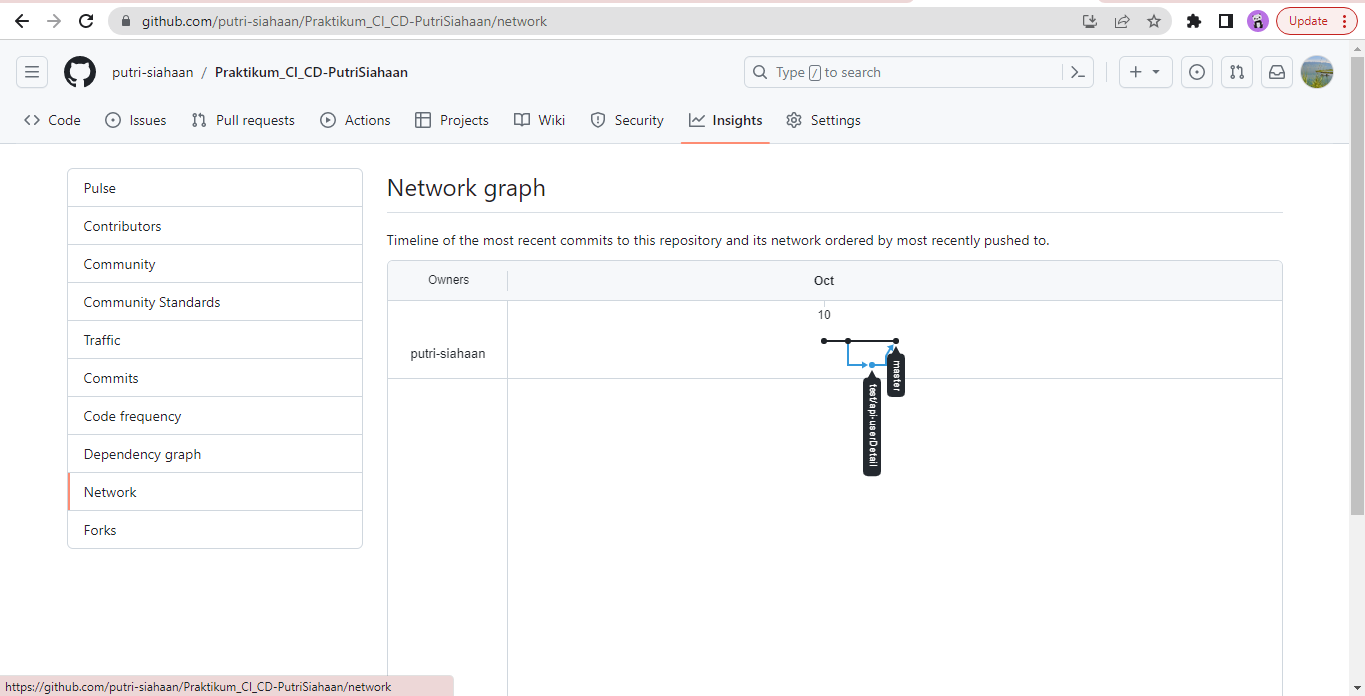 github.com/putri-siahaan/Praktikum_CI_CD-PutriSiahaan/network
Update
putri-siahaan / Praktikum_CI_CD-PutriSiahaan
Type / to search
Code Issues Pull requests Actions Projects Wiki Security Insights Settings
Pulse
Contributors
Community
Community Standards
Traffic
Commits
Code frequency
Dependency graph
Network
Forks
Network graph
Timeline of the most recent commits to this repository and its network ordered by most recently pushed to.
Owners Oct
10
putri-siahaan
master
test/api-userDetail
https://github.com/putri-siahaan/Praktikum_CI_CD-PutriSiahaan/network